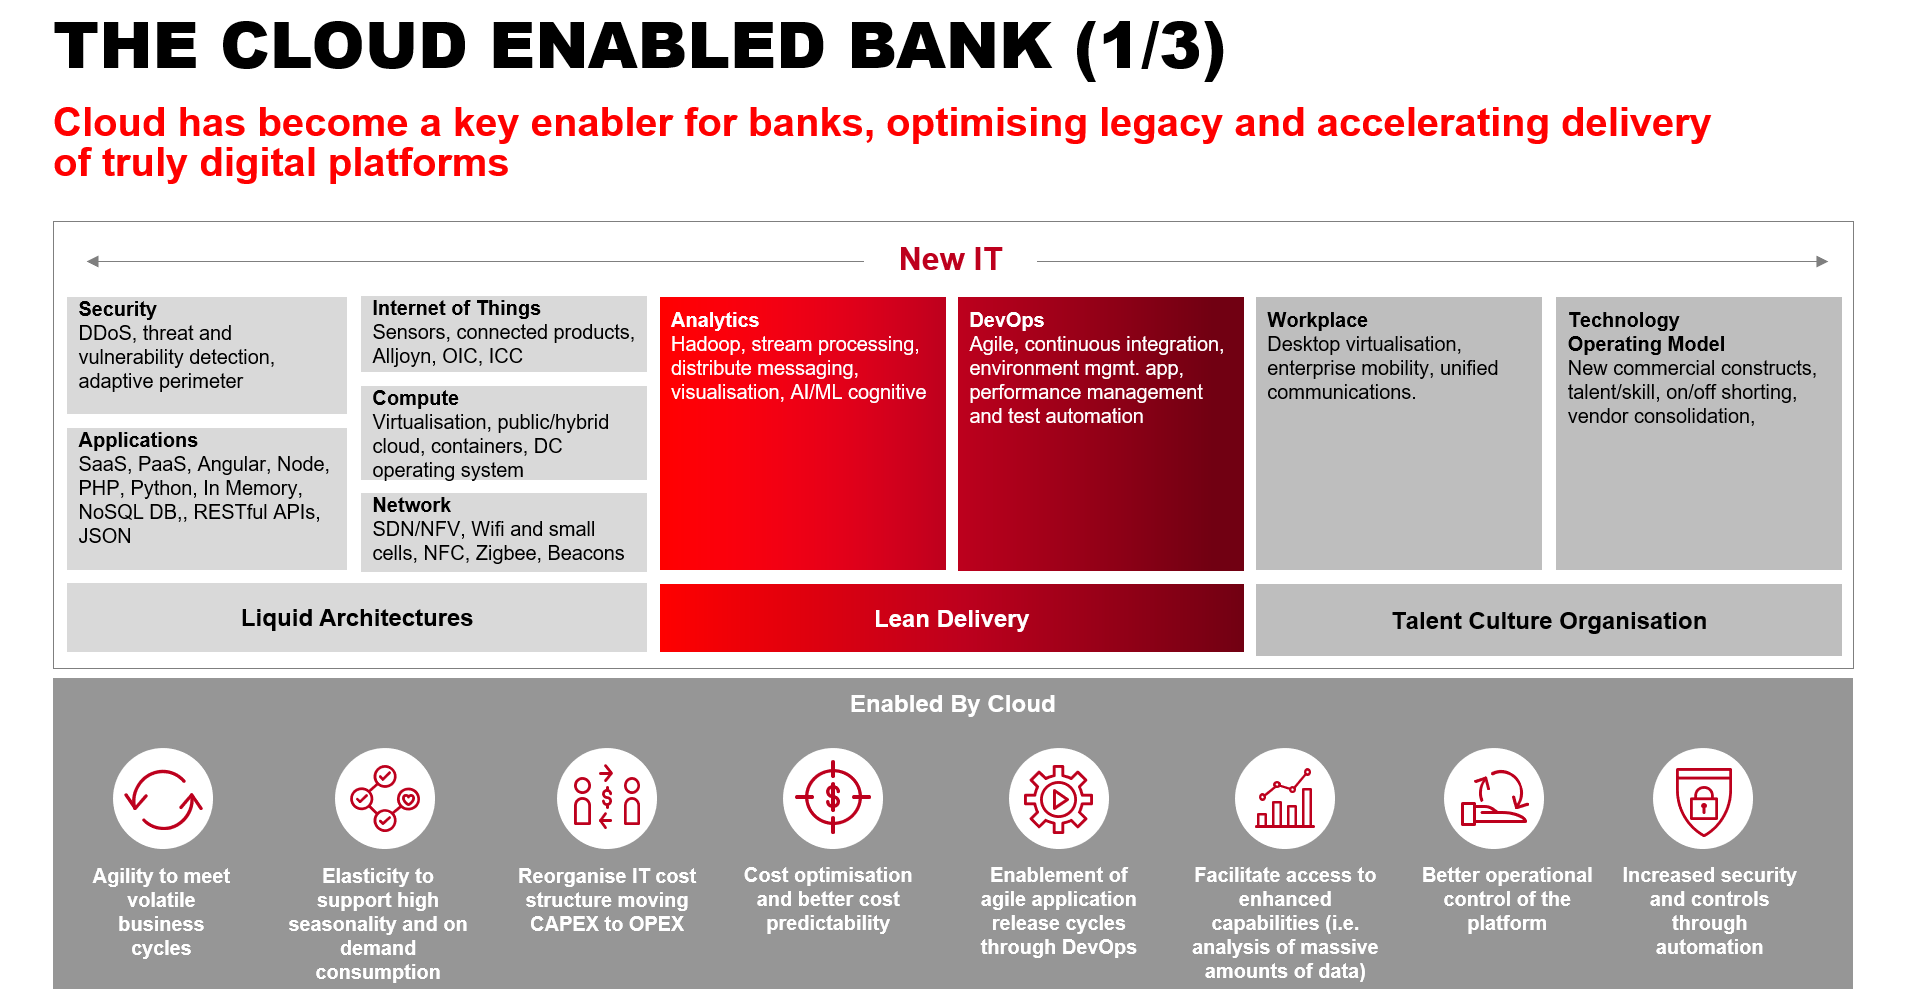 THE CLOUD ENABLED BANK (1/3)
Cloud has become a key enabler for banks, optimising legacy and accelerating delivery
of truly digital platforms
New IT
Security
DDoS, threat and
vulnerability detection,
adaptive perimeter
Applications
SaaS, PaaS, Angular, Node,
PHP, Python, In Memory,
NoSQL DB,, RESTful APIs,
JSON
Internet of Things
Sensors, connected products,
Alljoyn, OIC, ICC
Compute
Virtualisation, public/hybrid
cloud, containers, DC
operating system
Network
SDN/NFV, Wifi and small
cells, NFC, Zigbee, Beacons
Analytics
Hadoop, stream processing,
distribute messaging,
visualisation, AI/ML cognitive
DevOps
Agile, continuous integration,
environment mgmt. app,
performance management
and test automation
Workplace
Desktop virtualisation,
enterprise mobility, unified
communications.
Technology
Operating Model
New commercial constructs,
talent/skill, on/off shorting,
vendor consolidation,
Liquid Architectures
Lean Delivery
Talent Culture Organisation
Enabled By Cloud
Agility to meet
volatile
business
cycles
Elasticity to
support high
seasonality and on
demand
consumption
$
Reorganise IT cost
structure moving
CAPEX to OPEX
$
Cost optimisation
and better cost
predictability
Enablement of
agile application
release cycles
through DevOps
Facilitate access to
enhanced
capabilities (i.e.
analysis of massive
amounts of data)
Better operational
control of the
platform
Increased security
and controls
through
automation